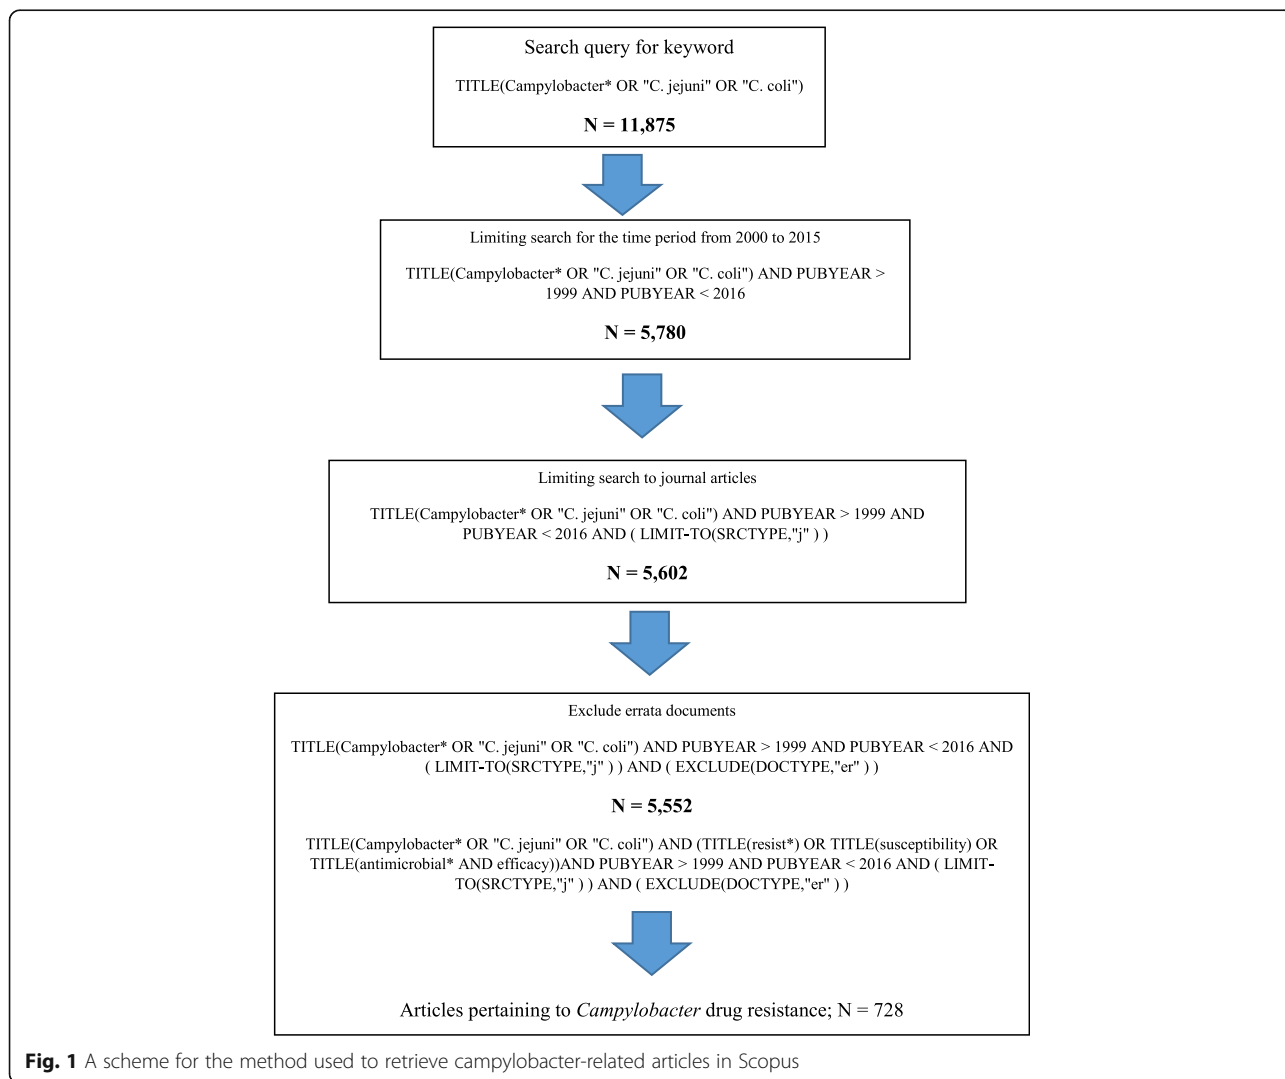 Search query for keyword
TITLE(Campylobacter* OR "C. jejuni" OR "C. coli")
N = 11,875
Limiting search for the time period from 2000 to 2015
TITLE(Campylobacter* OR "C. jejuni" OR "C. coli") AND PUBYEAR >
1999 AND PUBYEAR < 2016
N = 5,780
Limiting search to journal articles
TITLE(Campylobacter* OR "C. jejuni" OR "C. coli") AND PUBYEAR > 1999 AND
PUBYEAR < 2016 AND ( LIMIT-TO(SRCTYPE,"j" ) )
N = 5,602
Exclude errata documents
TITLE(Campylobacter* OR "C. jejuni" OR "C. coli") AND PUBYEAR > 1999 AND PUBYEAR < 2016 AND
( LIMIT-TO(SRCTYPE,"j" ) ) AND ( EXCLUDE(DOCTYPE,"er" ) )
N = 5,552
TITLE(Campylobacter* OR "C. jejuni" OR "C. coli") AND (TITLE(resist*) OR TITLE(susceptibility) OR
TITLE(antimicrobial* AND efficacy))AND PUBYEAR > 1999 AND PUBYEAR < 2016 AND ( LIMIT-
TO(SRCTYPE,"j" ) ) AND ( EXCLUDE(DOCTYPE,"er" ) )
Articles pertaining to Campylobacter drug resistance; N = 728
Fig. 1 A scheme for the method used to retrieve campylobacter-related articles in Scopus